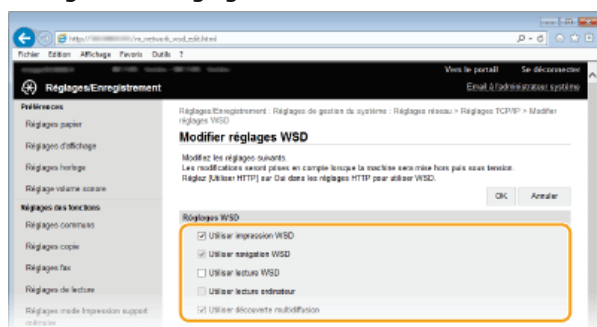 http://
/m_network_wsd_edit.html
Fichier Edition Affichage Favoris Outils ?
Vers le portail Se déconnecter
Réglages/Enregistrement
Email à l'administrateur système
Préférences
Réglages papier
Réglages d'affichage
Réglages horloge
Réglage volume sonore
Réglages des fonctions
Réglages communs
Réglages copie
Réglages fax
Réglages de lecture
Réglages mode Impression support
mémoire
Réglages/Enregistrement : Réglages de gestion du système : Réglages réseau > Réglages TCP/IP > Modifier
réglages WSD
Modifier réglages WSD
Modifiez les réglages suivants.
Les modifications seront prises en compte lorsque la machine sera mise hors puis sous tension.
Réglez [Utiliser HTTP] sur Oui dans les réglages HTTP pour utiliser WSD.
OK Annuler
Réglages WSD
Utiliser impression WSD
Utiliser navigation WSD
Utiliser lecture WSD
Utiliser lecture ordinateur
Utiliser découverte multidiffusion